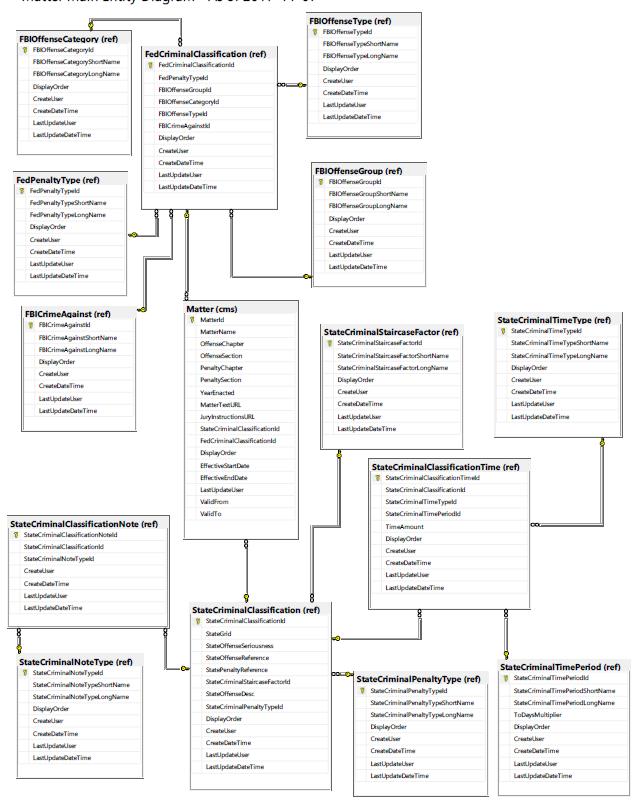 FBIOffenseCategory (ref)
FBIOffenseCategoryId
FBIOffenseCategoryShortName
FBIOffenseCategoryLongName
DisplayOrder
CreateUser
CreateDateTime
LastUpdateUser
LastUpdateDateTime
FedCriminalClassification (ref)
FedCriminalClassificationId
FedPenaltyTypeId
FBIOffenseGroupId
FBIOffenseCategoryId
FBIOffenseTypeId
FBICrimeAgainstId
DisplayOrder
CreateUser
CreateDateTime
LastUpdateUser
LastUpdateDateTime
FBIOffenseType (ref)
FBIOffenseTypeId
FBIOffenseTypeShortName
FBIOffenseTypeLongName
DisplayOrder
CreateUser
CreateDateTime
LastUpdateUser
LastUpdateDateTime
FedPenaltyType (ref)
FedPenaltyTypeId
FedPenaltyTypeShortName
FedPenaltyTypeLongName
DisplayOrder
CreateUser
CreateDateTime
LastUpdateUser
LastUpdateDateTime
FBIOffenseGroup (ref)
FBIOffenseGroupId
FBIOffenseGroupShortName
FBIOffenseGroupLongName
DisplayOrder
CreateUser
CreateDateTime
LastUpdateUser
LastUpdateDateTime
FBICrimeAgainst (ref)
FBICrimeAgainstId
FBICrimeAgainstShortName
FBICrimeAgainstLongName
DisplayOrder
CreateUser
CreateDateTime
LastUpdateUser
LastUpdateDateTime
Matter (cms)
MatterId
MatterName
OffenseChapter
OffenseSection
PenaltyChapter
PenaltySection
YearEnacted
MatterTextURL
JuryInstructionsURL
StateCriminalClassificationId
FedCriminalClassificationId
DisplayOrder
EffectiveStartDate
EffectiveEndDate
LastUpdateUser
ValidFrom
ValidTo
StateCriminalStaircaseFactor (ref)
StateCriminalStaircaseFactorId
StateCriminalStaircaseFactorShortName
StateCriminalStaircaseFactorLongName
DisplayOrder
CreateUser
CreateDateTime
LastUpdateUser
LastUpdateDateTime
StateCriminalTimeType (ref)
StateCriminalTimeTypeId
StateCriminalTimeTypeShortName
StateCriminalTimeTypeLongName
DisplayOrder
CreateUser
CreateDateTime
LastUpdateUser
LastUpdateDateTime
StateCriminalClassificationTime (ref)
StateCriminalClassificationTimeId
StateCriminalClassificationId
StateCriminalTimeTypeId
StateCriminalTimePeriodId
TimeAmount
DisplayOrder
CreateUser
CreateDateTime
LastUpdateUser
LastUpdateDateTime
StateCriminalClassificationNote (ref)
StateCriminalClassificationNoteId
StateCriminalClassificationId
StateCriminalNoteTypeId
CreateUser
CreateDateTime
LastUpdateUser
LastUpdateDateTime
StateCriminalClassification (ref)
StateCriminalClassificationId
StateGrid
StateOffenseSeriousness
StateOffenseReference
StatePenaltyReference
StateCriminalStaircaseFactorId
StateOffenseDesc
StateCriminalPenaltyTypeId
DisplayOrder
CreateUser
CreateDateTime
LastUpdateUser
LastUpdateDateTime
StateCriminalNoteType (ref)
StateCriminalNoteTypeId
StateCriminalNoteTypeShortName
StateCriminalNoteTypeLongName
DisplayOrder
CreateUser
CreateDateTime
LastUpdateUser
LastUpdateDateTime
StateCriminalPenaltyType (ref)
StateCriminalPenaltyTypeId
StateCriminalPenaltyTypeShortName
StateCriminalPenaltyTypeLongName
DisplayOrder
CreateUser
CreateDateTime
LastUpdateUser
LastUpdateDateTime
StateCriminalTimePeriod (ref)
StateCriminalTimePeriodId
StateCriminalTimePeriodShortName
StateCriminalTimePeriodLongName
ToDaysMultiplier
DisplayOrder
CreateUser
CreateDateTime
LastUpdateUser
LastUpdateDateTime